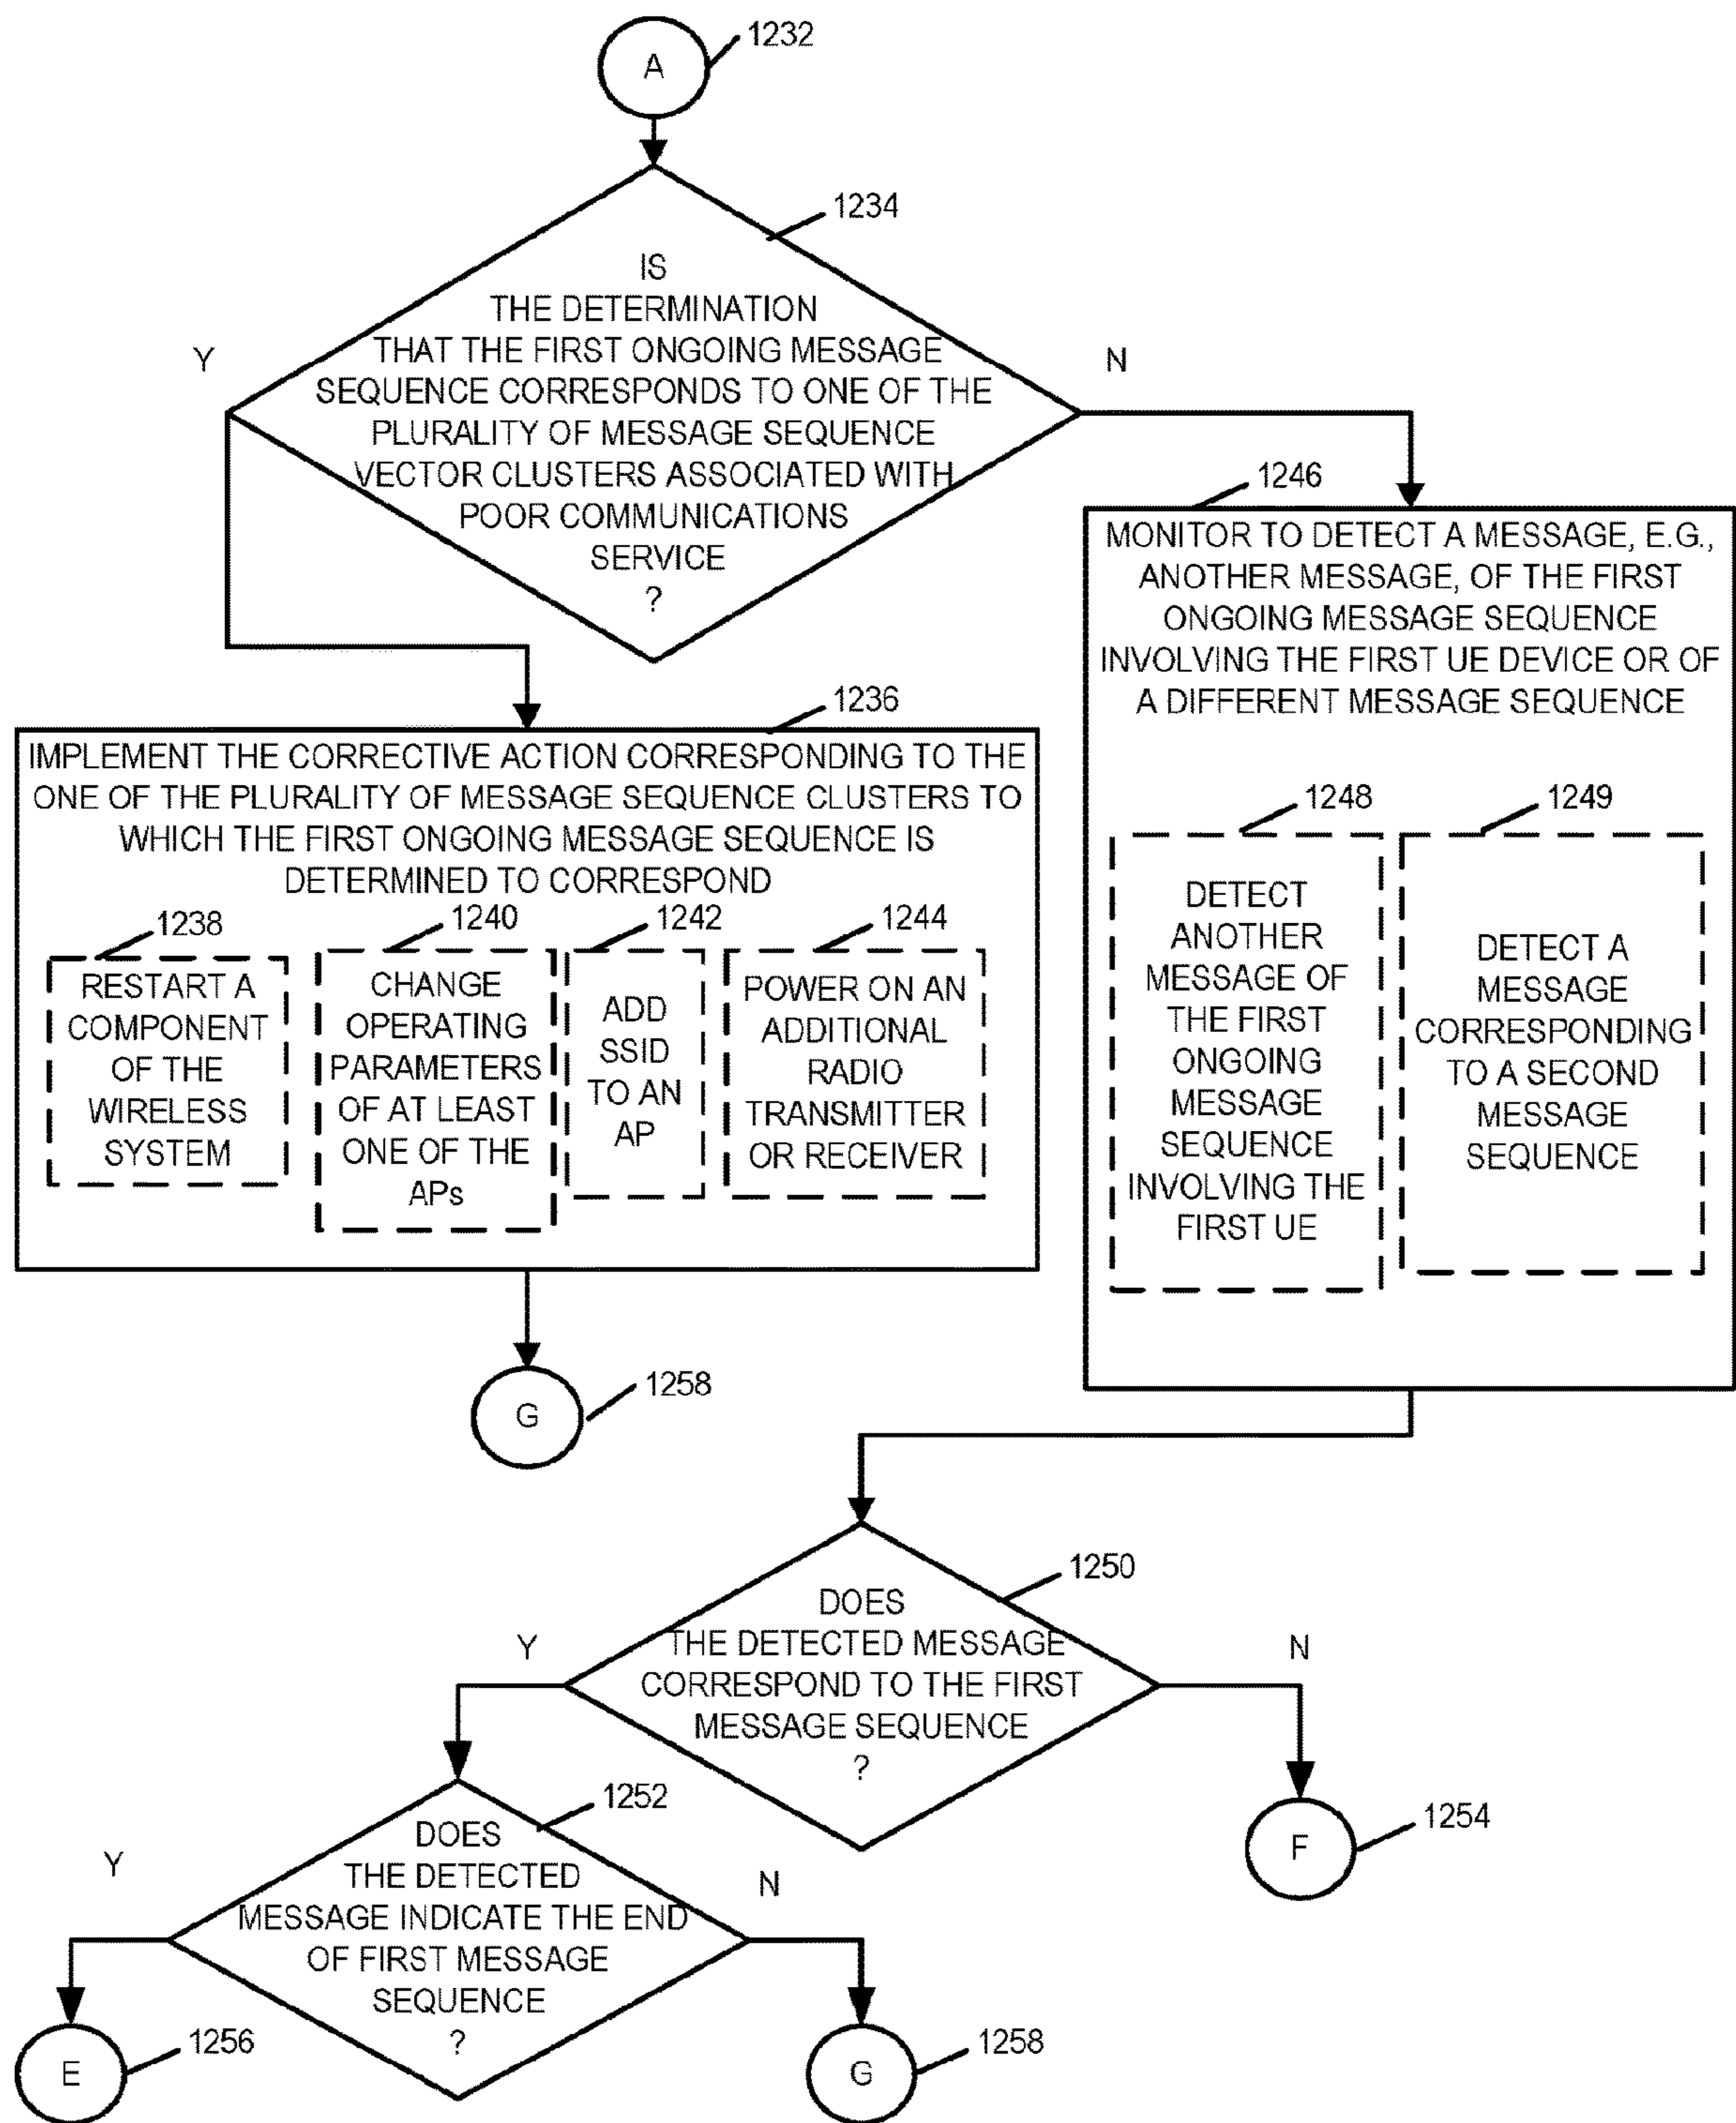 A
1232
1234
IS
THE DETERMINATION
THAT THE FIRST ONGOING MESSAGE
SEQUENCE CORRESPONDS TO ONE OF THE
PLURALITY OF MESSAGE SEQUENCE
VECTOR CLUSTERS ASSOCIATED WITH
POOR COMMUNICATIONS
SERVICE
?
Y
N
1236
IMPLEMENT THE CORRECTIVE ACTION CORRESPONDING TO THE
ONE OF THE PLURALITY OF MESSAGE SEQUENCE CLUSTERS TO
WHICH THE FIRST ONGOING MESSAGE SEQUENCE IS
DETERMINED TO CORRESPOND
1238
RESTART A
COMPONENT
OF THE
WIRELESS
SYSTEM
1240
CHANGE
OPERATING
PARAMETERS
OF AT LEAST
ONE OF THE
APs
1242
ADD
SSID
TO AN
AP
1244
POWER ON AN
ADDITIONAL
RADIO
TRANSMITTER
OR RECEIVER
G
1258
1246
MONITOR TO DETECT A MESSAGE, E.G.,
ANOTHER MESSAGE, OF THE FIRST
ONGOING MESSAGE SEQUENCE
INVOLVING THE FIRST UE DEVICE OR OF
A DIFFERENT MESSAGE SEQUENCE
1248
DETECT
ANOTHER
MESSAGE OF
THE FIRST
ONGOING
MESSAGE
SEQUENCE
INVOLVING THE
FIRST UE
1249
DETECT A
MESSAGE
CORRESPONDING
TO A SECOND
MESSAGE
SEQUENCE
1250
DOES
THE DETECTED MESSAGE
CORRESPOND TO THE FIRST
MESSAGE SEQUENCE
?
Y
N
F
1254
1252
DOES
THE DETECTED
MESSAGE INDICATE THE END
OF FIRST MESSAGE
SEQUENCE
?
Y
N
E
1256
G
1258